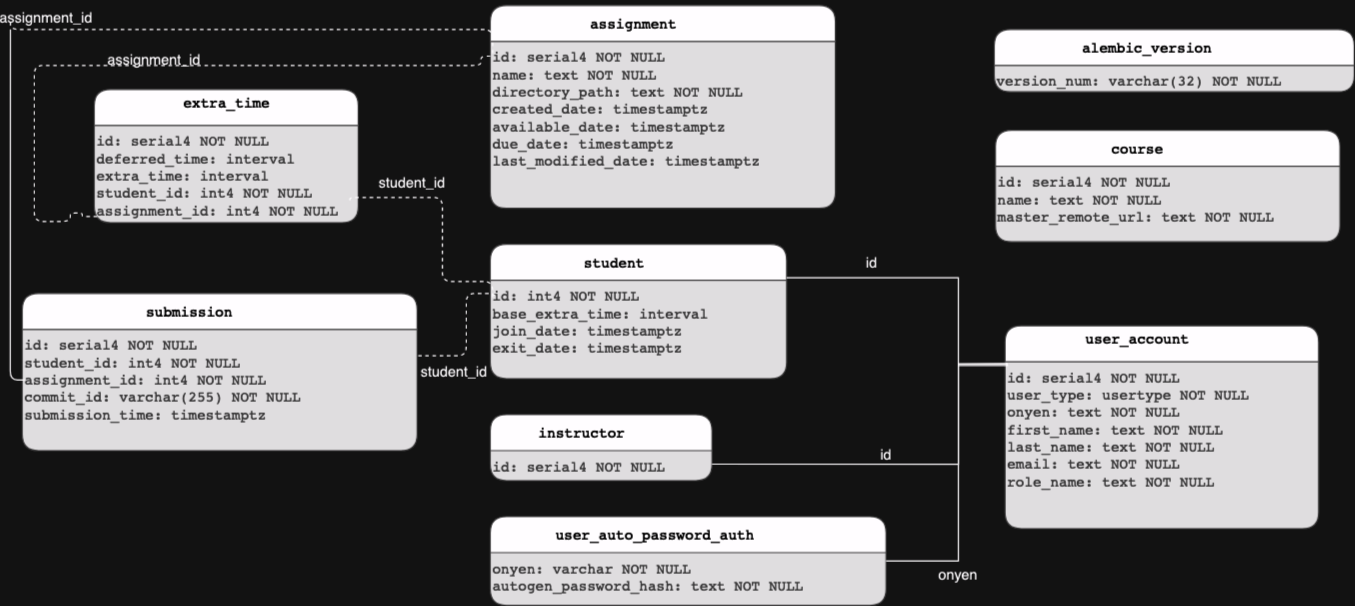 assignment_id
assignment_id
assignment
id: serial4 NOT NULL
name: text NOT NULL
directory_path: text NOT NULL
created_date: timestamptz
available_date: timestamptz
due_date: timestamptz
last_modified_date: timestamptz
alembic_version
version_num: varchar(32) NOT NULL
extra_time
id: serial4 NOT NULL
deferred_time: interval
extra_time: interval
student_id: int4 NOT NULL
assignment_id: int4 NOT NULL
student_id
course
id: serial4 NOT NULL
name: text NOT NULL
master_remote_url: text NOT NULL
student
id: int4 NOT NULL
base_extra_time: interval
join_date: timestamptz
exit_date: timestamptz
id
submission
id: serial4 NOT NULL
student_id: int4 NOT NULL
assignment_id: int4 NOT NULL
commit_id: varchar(255) NOT NULL
submission_time: timestamptz
student_id
user_account
id: serial4 NOT NULL
user_type: usertype NOT NULL
onyen: text NOT NULL
first_name: text NOT NULL
last_name: text NOT NULL
email: text NOT NULL
role_name: text NOT NULL
instructor
id: serial4 NOT NULL
id
user_auto_password_auth
onyen: varchar NOT NULL
autogen_password_hash: text NOT NULL
onyen